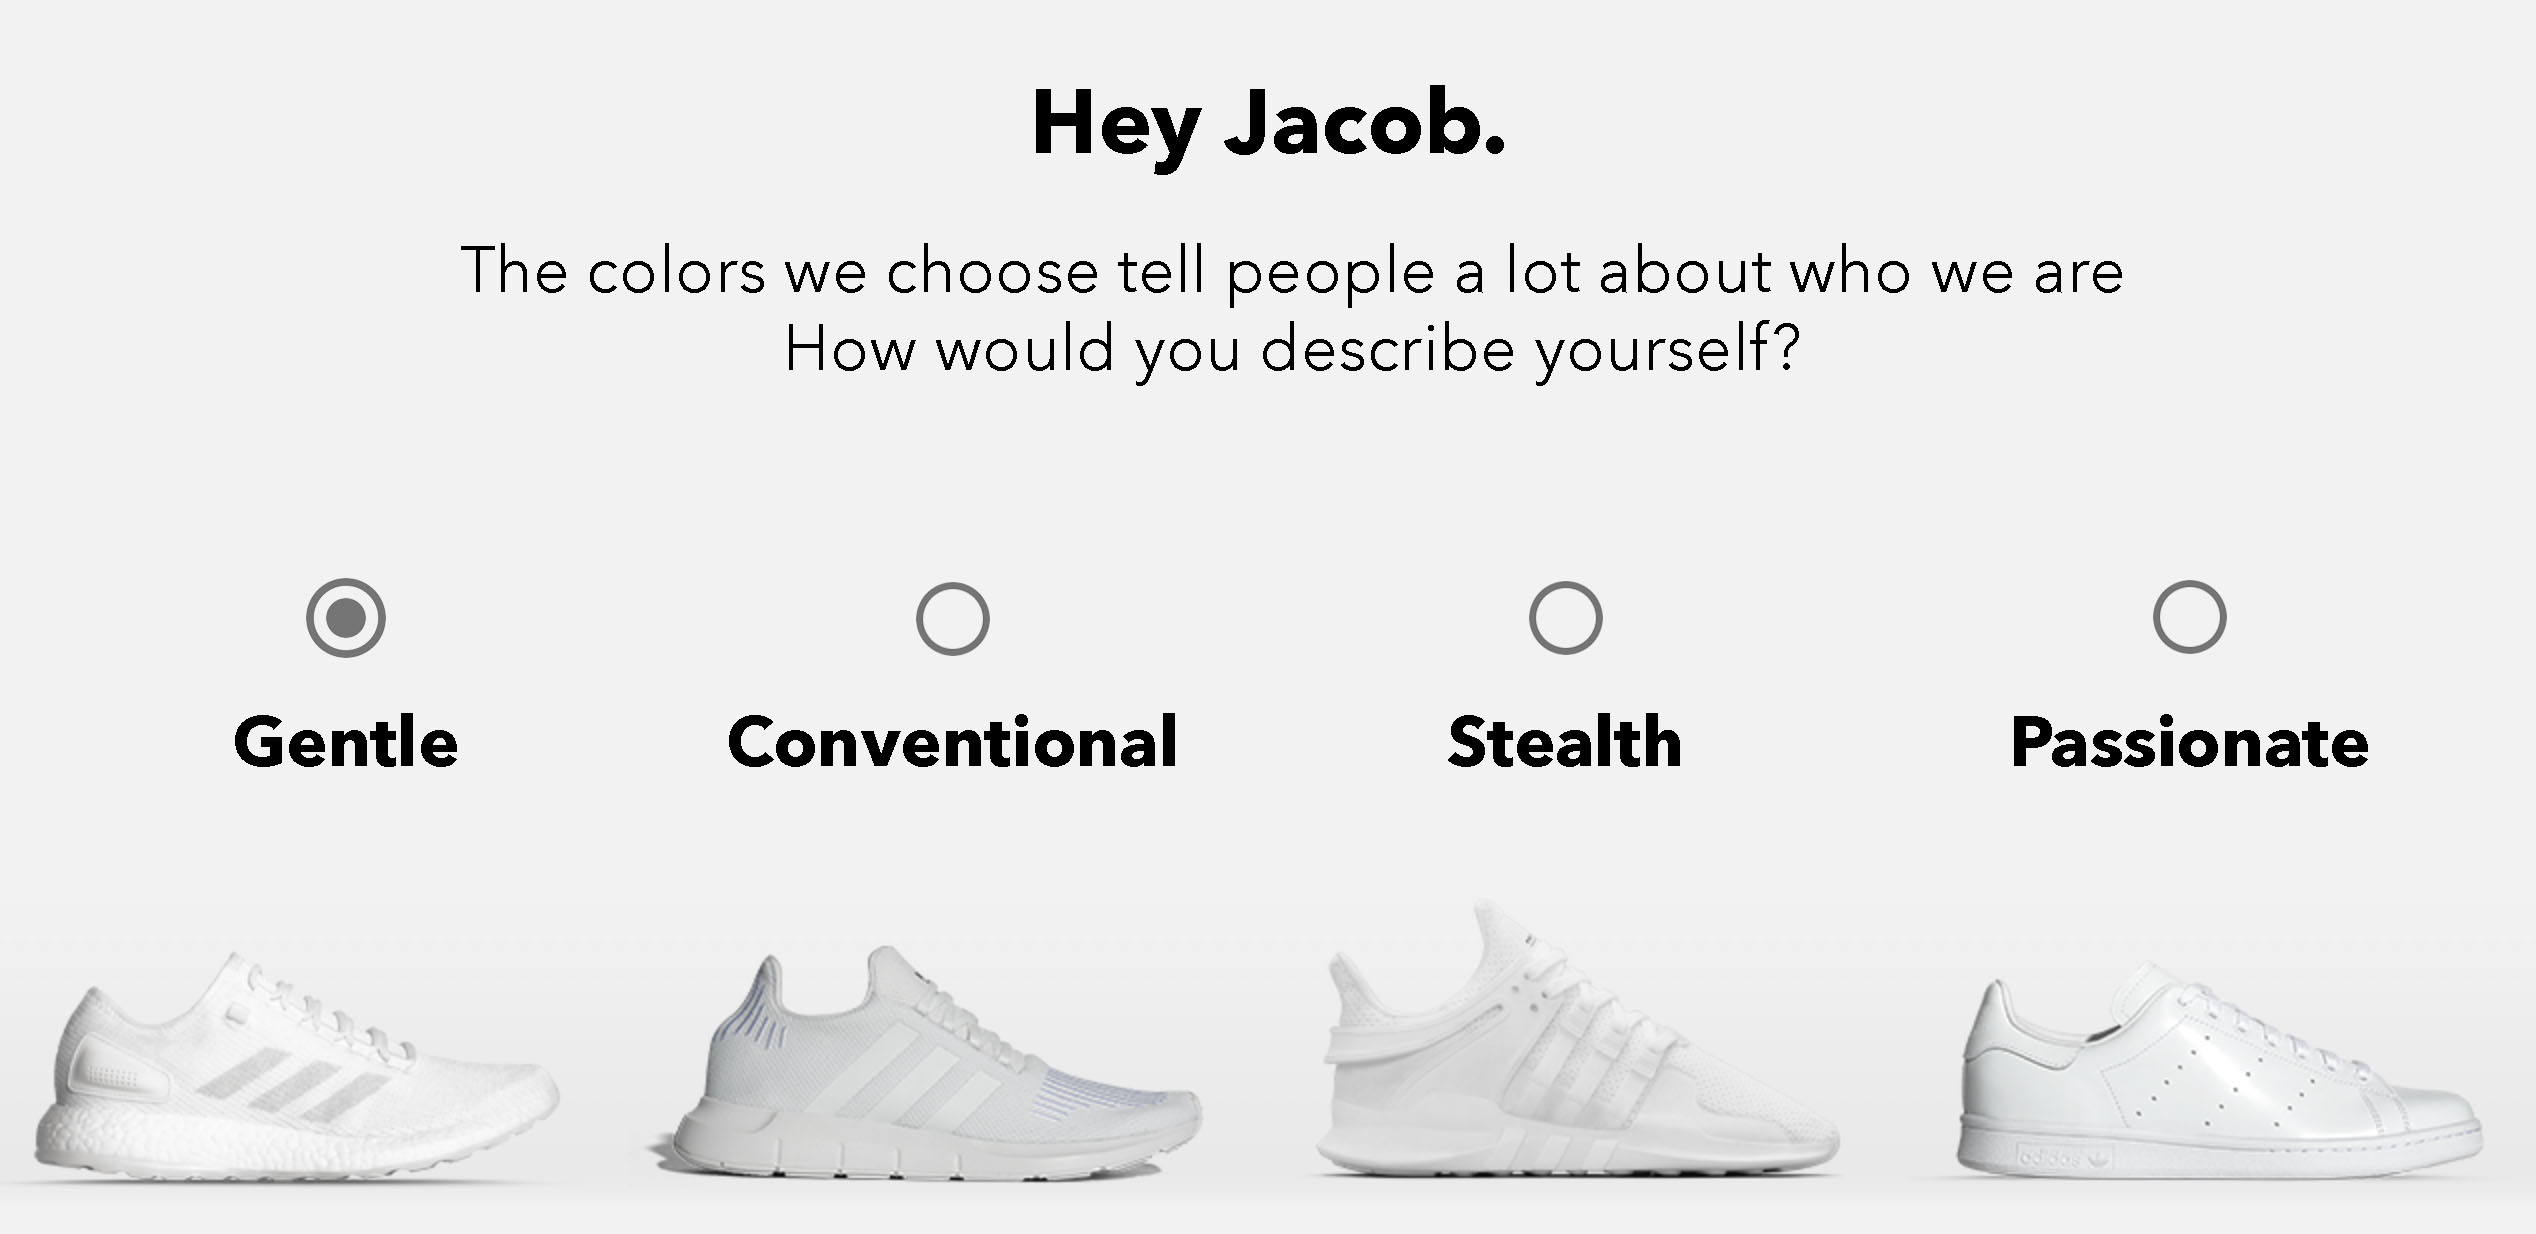 Hey Jacob.
The colors we choose tell people a lot about who we are
How would you describe yourself?
Gentle
Conventional
Stealth
Passionate
adidas